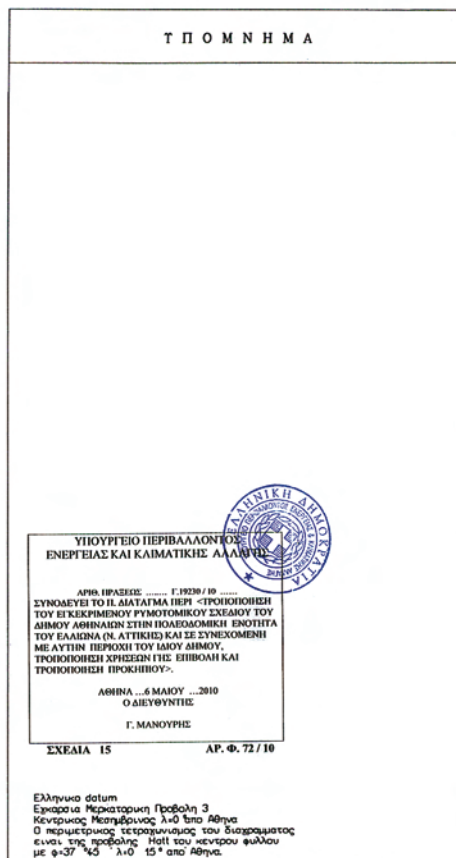 ΥΠΟΜΝΗΜΑ
ΕΛΛΗΝΙΚΗ ΔΗΜΟΚΡΑΤΙΑ
ΥΠΟΥΡΓΕΙΟ ΠΕΡΙΒΑΛΛΟΝΤΟΣ
ΕΝΕΡΓΕΙΑΣ ΚΑΙ ΚΛΙΜΑΤΙΚΗΣ ΑΛΛΑΓΗΣ
ΑΡΙΘ. ΠΡΑΞΕΩΣ ........ Γ.19230 / 10 ......
ΣΥΝΟΔΕΥΕΙ ΤΟ Π. ΔΙΑΤΑΓΜΑ ΠΕΡΙ <ΤΡΟΠΟΠΟΙΗΣΗ
ΤΟΥ ΕΓΚΕΚΡΙΜΕΝΟΥ ΡΥΜΟΤΟΜΙΚΟΥ ΣΧΕΔΙΟΥ ΤΟΥ
ΔΗΜΟΥ ΑΘΗΝΑΙΩΝ ΣΤΗΝ ΠΟΛΕΟΔΟΜΙΚΗ ΕΝΟΤΗΤΑ
ΤΟΥ ΕΛΑΙΩΝΑ (Ν. ΑΤΤΙΚΗΣ) ΚΑΙ ΣΕ ΣΥΝΕΧΟΜΕΝΗ
ΜΕ ΑΥΤΗΝ ΠΕΡΙΟΧΗ ΤΟΥ ΙΔΙΟΥ ΔΗΜΟΥ,
ΤΡΟΠΟΠΟΙΗΣΗ ΧΡΗΣΕΩΝ ΓΗΣ ΕΠΙΒΟΛΗ ΚΑΙ
ΤΡΟΠΟΠΟΙΗΣΗ ΠΡΟΚΗΠΙΟΥ>.
ΑΘΗΝΑ ...6 ΜΑΙΟΥ ...2010
Ο ΔΙΕΥΘΥΝΤΗΣ
Γ. ΜΑΝΟΥΡΗΣ
ΣΧΕΔΙΑ 15 ΑΡ. Φ. 72 / 10
Ελληνικο datum
Εγκαρσια Μερκατορικη Προβολη 3
Κεντρικος Μεσημβρινος λ=0 απο Αθηνα
Ο περιμετρικος τετραγωνισμος του διαγραμματος
ειναι της προβολης Hatt του κεντρου φυλλου
με φ=37 °45 ' λ=0 15 ° απο Αθηνα.